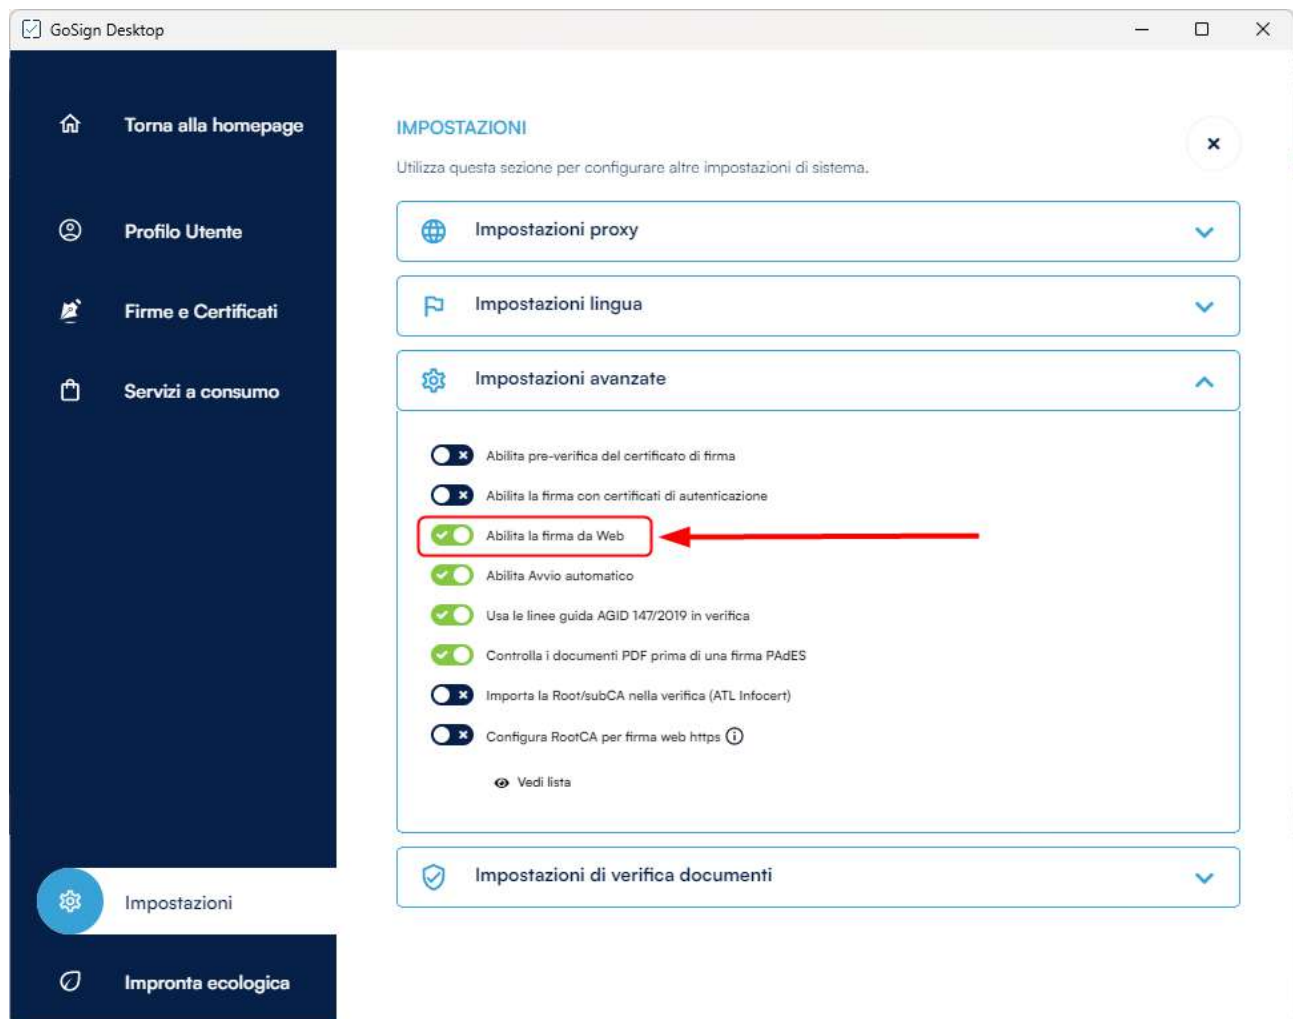 GoSign Desktop
Torna alla homepage
Profilo Utente
Firme e Certificati
Servizi a consumo
Impostazioni
Impronta ecologica
IMPOSTAZIONI
Utilizza questa sezione per configurare altre impostazioni di sistema.
Impostazioni proxy
Impostazioni lingua
Impostazioni avanzate
Abilita pre-verifica del certificato di firma
Abilita la firma con certificati di autenticazione
Abilita la firma da Web
Abilita Avvio automatico
Usa le linee guida AGID 147/2019 in verifica
Controlla i documenti PDF prima di una firma PAdES
Importa la Root/subCA nella verifica (ATL Infocert)
Configura RootCA per firma web https
Vedi lista
Impostazioni di verifica documenti